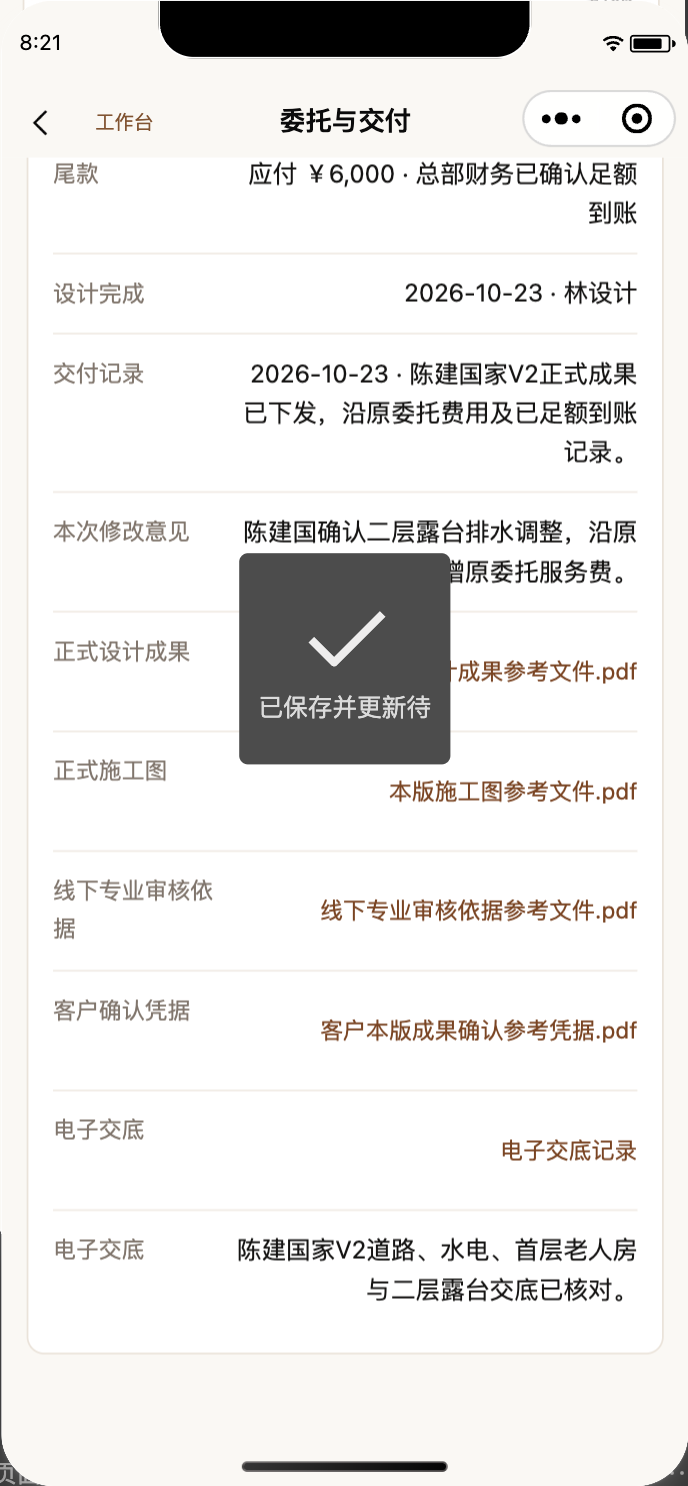 8:21
工作台
委托与交付
尾款
应付 ¥6,000 · 总部财务已确认足额
到账
设计完成
2026-10-23 · 林设计
交付记录
2026-10-23 · 陈建国家V2正式成果
已下发，沿原委托费用及已足额到账
记录。
本次修改意见
陈建国确认二层露台排水调整，沿原
增原委托服务费。
正式设计成果
计成果参考文件.pdf
已保存并更新待
正式施工图
本版施工图参考文件.pdf
线下专业审核依
据
线下专业审核依据参考文件.pdf
客户确认凭据
客户本版成果确认参考凭据.pdf
电子交底
电子交底记录
电子交底
陈建国家V2道路、水电、首层老人房
与二层露台交底已核对。